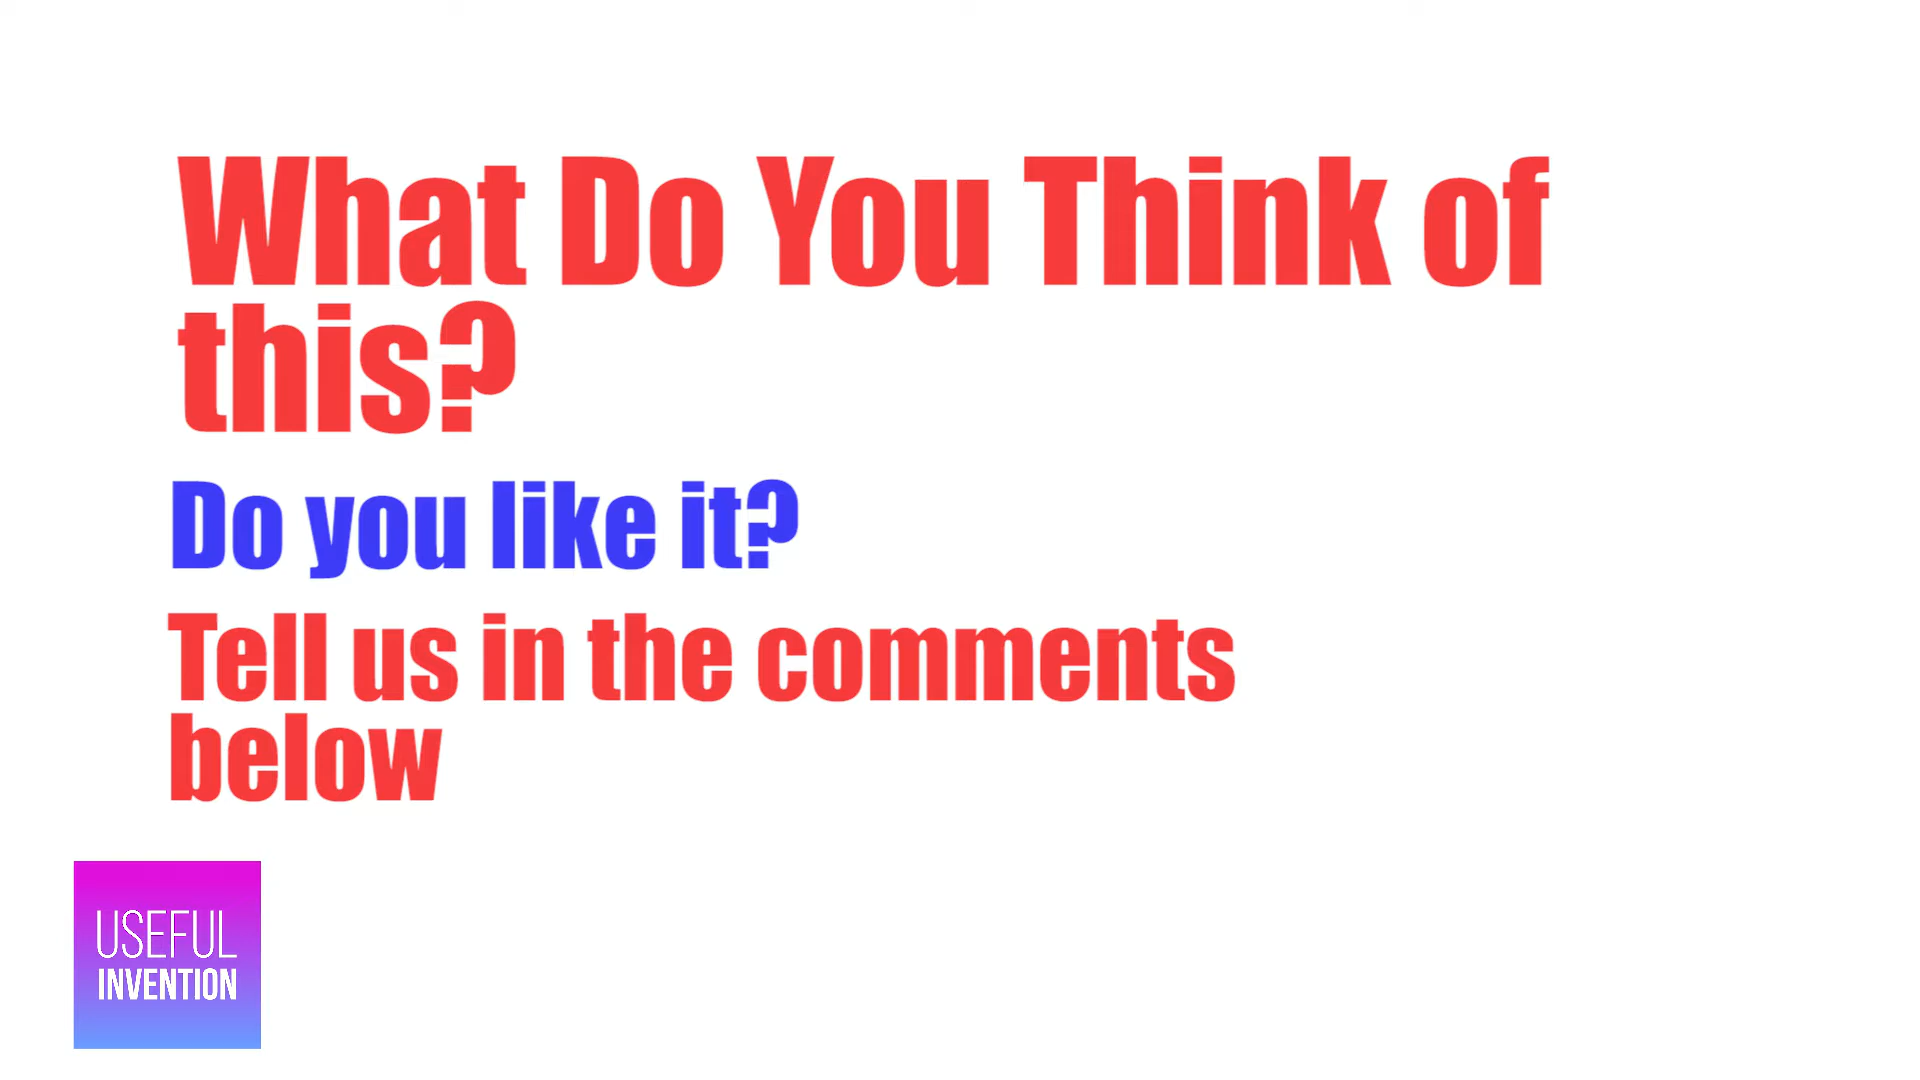 What Do You Think of
this?
Do you like it?
Tell us in the comments
below
USEFUL
INVENTION